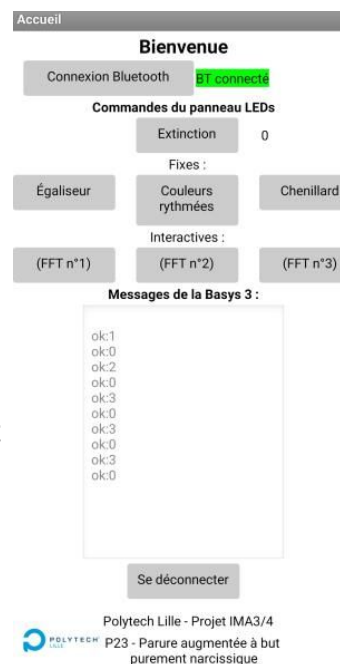 Accueil
Bienvenue
Connexion Bluetooth BT connecté
Commandes du panneau LEDs
Extinction 0
Fixes :
Égaliseur Couleurs rythmées Chenillard
Interactives :
(FFT n°1) (FFT n°2) (FFT n°3)
Messages de la Basys 3 :
ok:1
ok:0
ok:2
ok:0
ok:3
ok:0
ok:3
ok:0
ok:3
ok:0
Se déconnecter
Polytech Lille - Projet IMA3/4
POLYTECH LILLE
P23 - Parure augmentée à but
purement narcissique